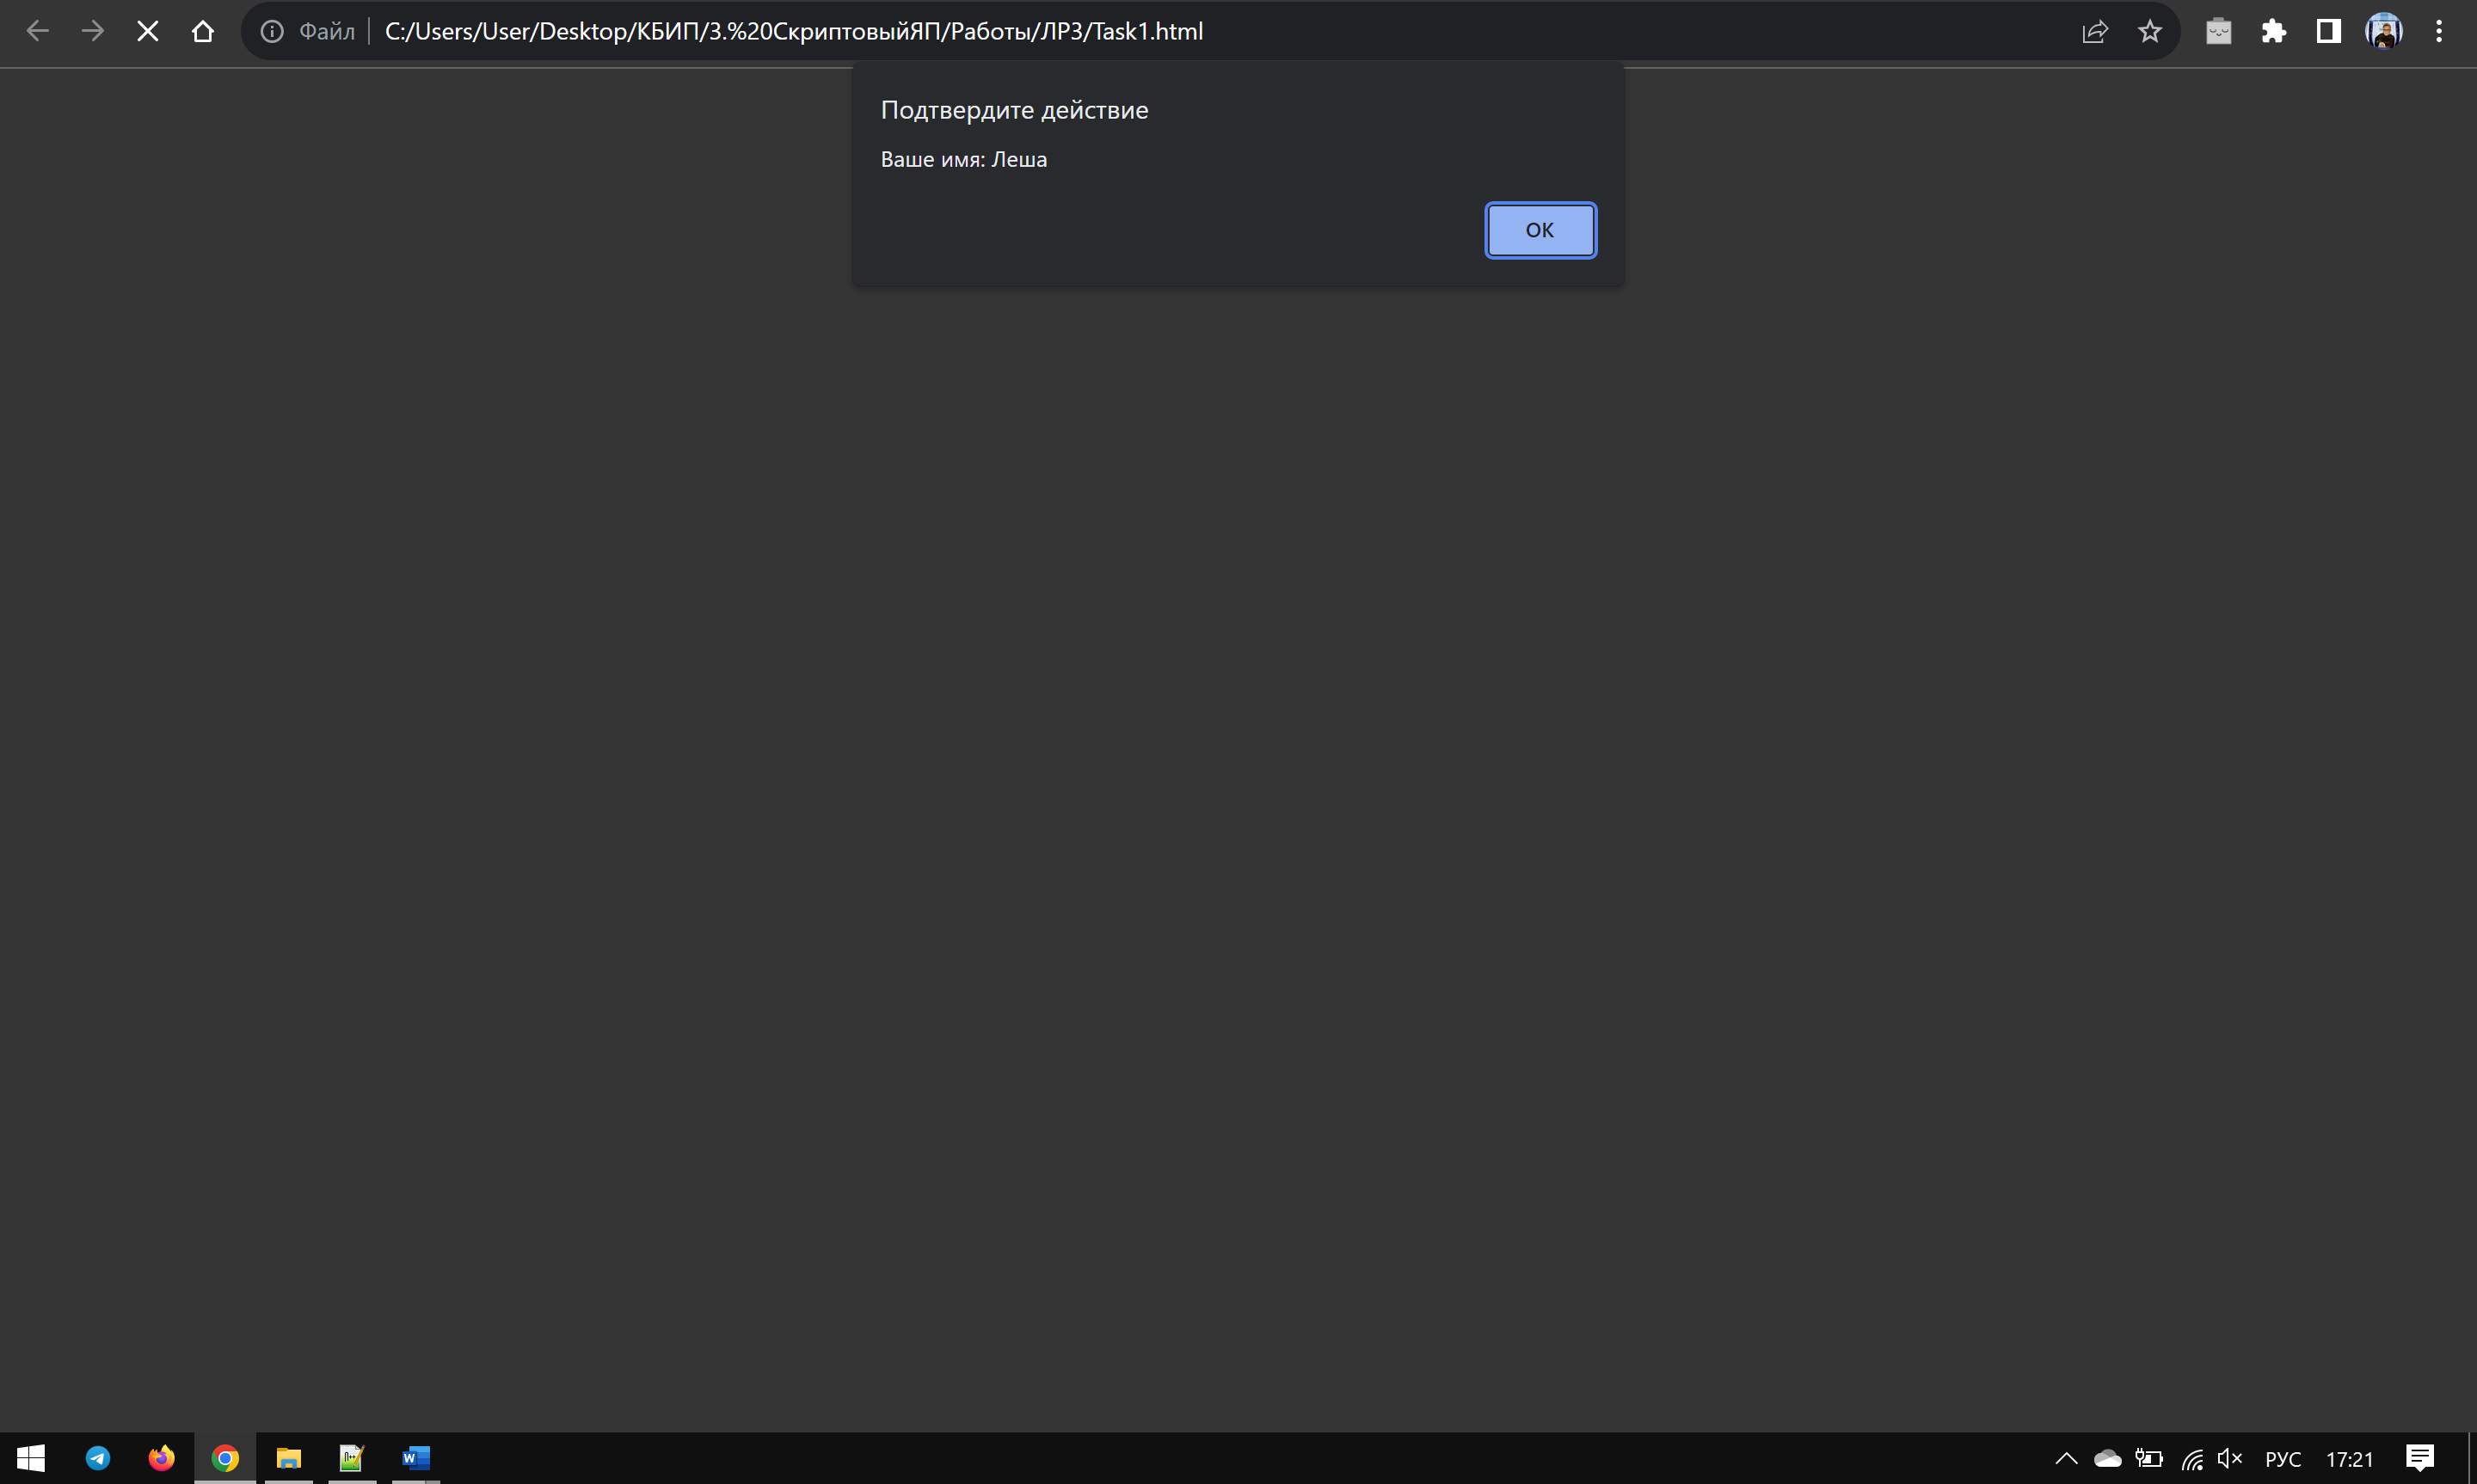 Файл C:/Users/User/Desktop/КБИП/3.%20СкриптовыйЯП/Работы/ЛР3/Task1.html
Подтвердите действие
Ваше имя: Леша
ОК
РУС 17:21